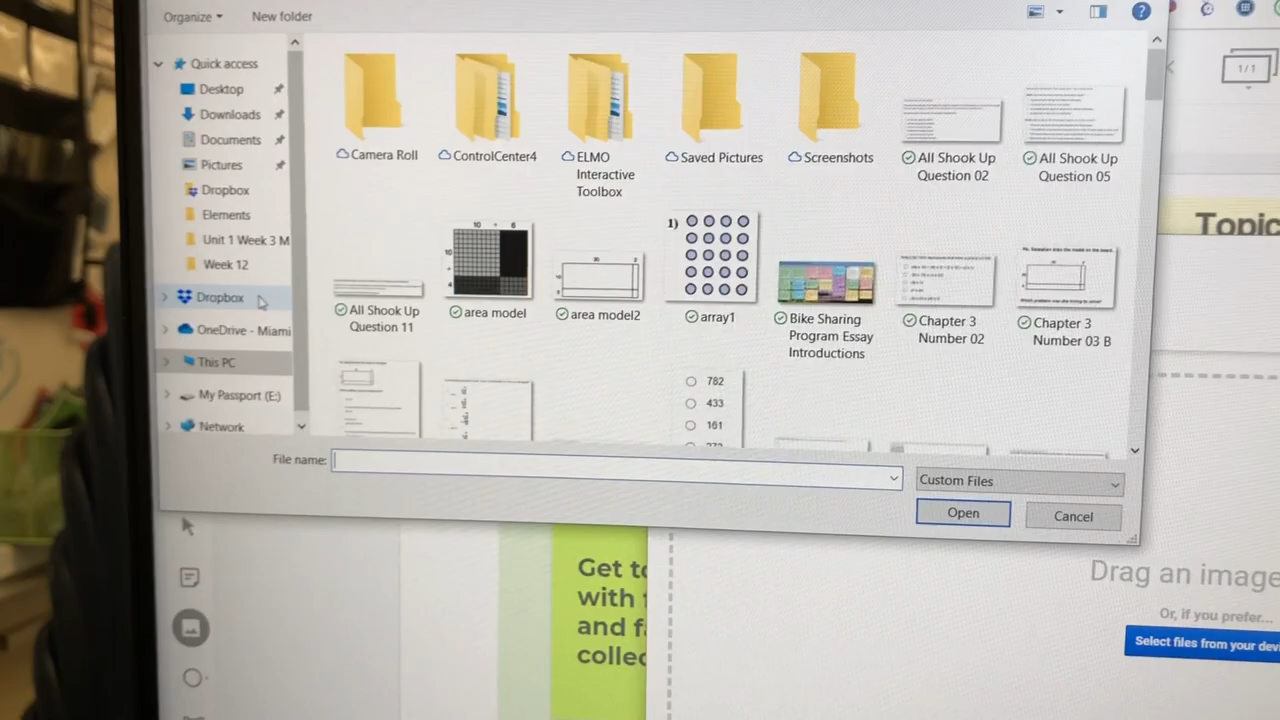 Organize
New folder
1/1
Quick access
Desktop
Downloads
Documents
Pictures
Dropbox
Elements
Unit 1 Week 3 M
Week 12
Dropbox
OneDrive - Miami
This PC
My Passport (E:)
Network
Camera Roll
ControlCenter4
ELMO
Interactive
Toolbox
Saved Pictures
Screenshots
All Shook Up
Question 02
All Shook Up
Question 05
10 + 6
10
+
4
1)
All Shook Up
Question 11
area model
area model2
array1
Bike Sharing
Program Essay
Introductions
Chapter 3
Number 02
Chapter 3
Number 03 B
782
433
161
File name:
Custom Files
Open
Cancel
Topic
Get to
with
and f
collec
Drag an image
Or, if you prefer...
Select files from your devi